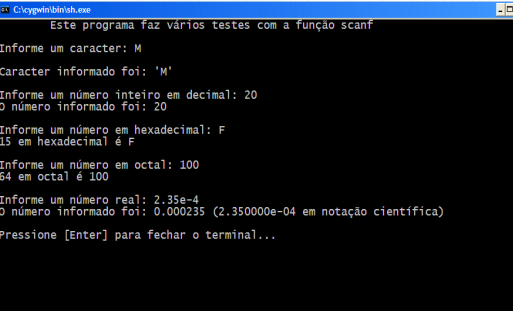 C:\cygwin\bin\sh.exe
Este programa faz vários testes com a função scanf
Informe um caracter: M
Caracter informado foi: 'M'
Informe um número inteiro em decimal: 20
O número informado foi: 20
Informe um número em hexadecimal: F
15 em hexadecimal é F
Informe um número em octal: 100
64 em octal é 100
Informe um número real: 2.35e-4
O número informado foi: 0.000235 (2.350000e-04 em notação científica)
Pressione [Enter] para fechar o terminal...